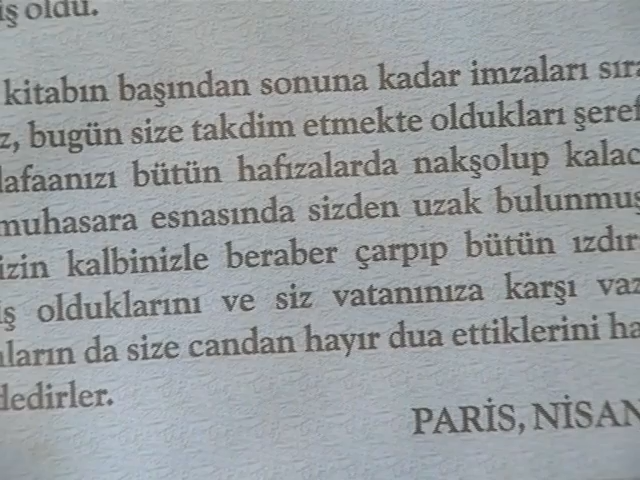 iş oldu.
kitabın başından sonuna kadar imzaları sıra
z, bugün size takdim etmekte oldukları şeref
lafaanızı bütün hafızalarda nakşolup kalac
muhasara esnasında sizden uzak bulunmuş
izin kalbinizle beraber çarpıp bütün ızdır
iş olduklarını ve siz vatanınıza karşı vaz
ların da size candan hayır dua ettiklerini ha
dedirler.
PARİS, NİSAN